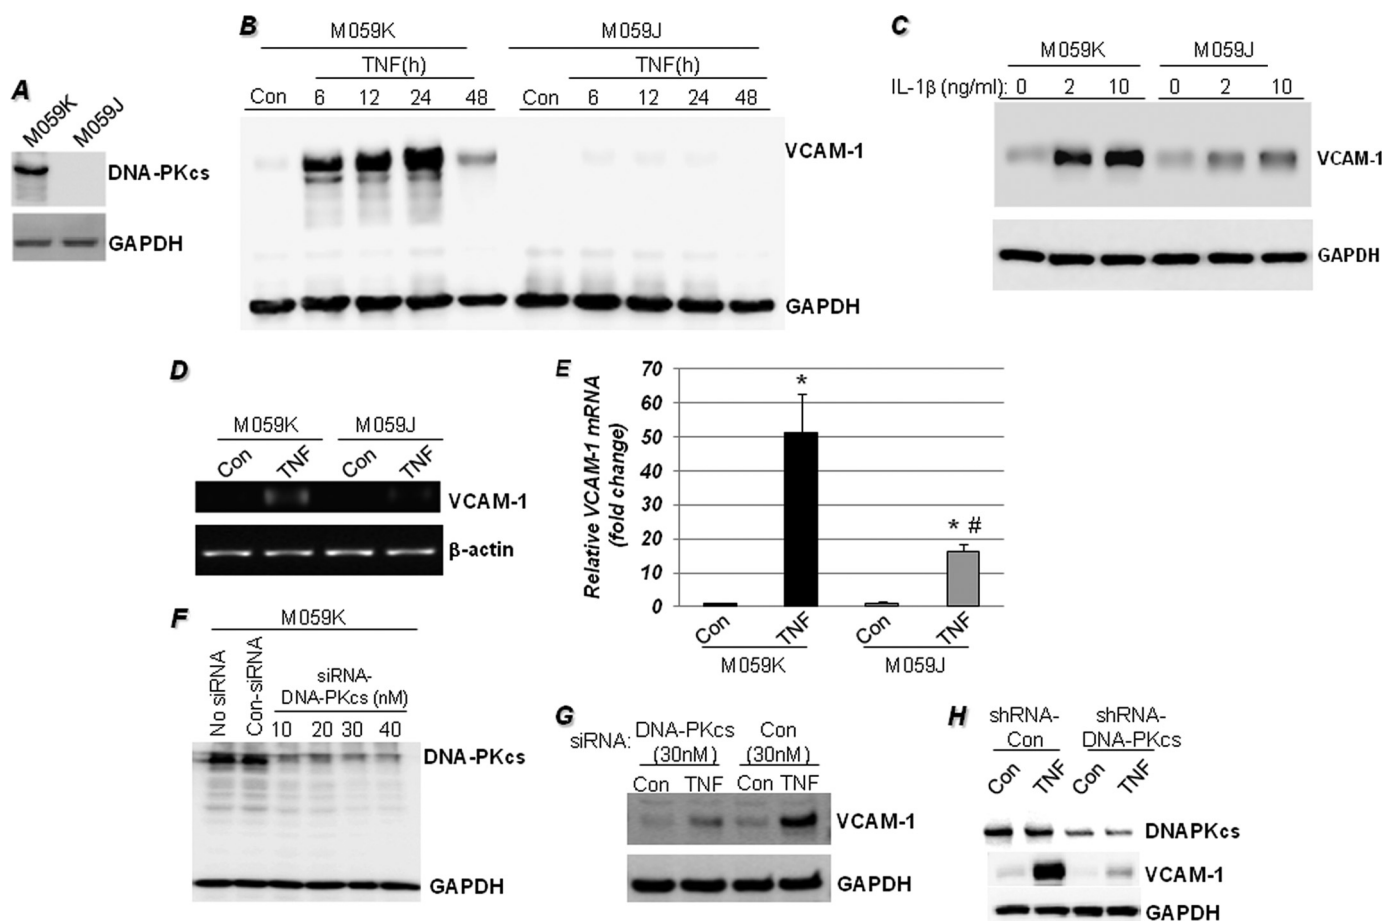 A
M059K
M059J
DNA-PKcs
GAPDH
B
M059K M059J
TNF(h) TNF(h)
Con 6 12 24 48 Con 6 12 24 48
VCAM-1
GAPDH
C
M059K M059J
IL-1β (ng/ml): 0 2 10 0 2 10
VCAM-1
GAPDH
D
M059K M059J
Con TNF Con TNF
VCAM-1
β-actin
E
Relative VCAM-1 mRNA
(fold change)
70
60
50
40
30
20
10
0
*
* #
Con TNF Con TNF
M059K M059J
F
M059K
No siRNA
Con-siRNA
siRNA-
DNA-PKcs (nM)
10 20 30 40
DNA-PKcs
GAPDH
G
siRNA: DNA-PKcs Con
(30nM) (30nM)
Con TNF Con TNF
VCAM-1
GAPDH
H
shRNA- shRNA-
Con DNA-PKcs
Con TNF Con TNF
DNAPKcs
VCAM-1
GAPDH